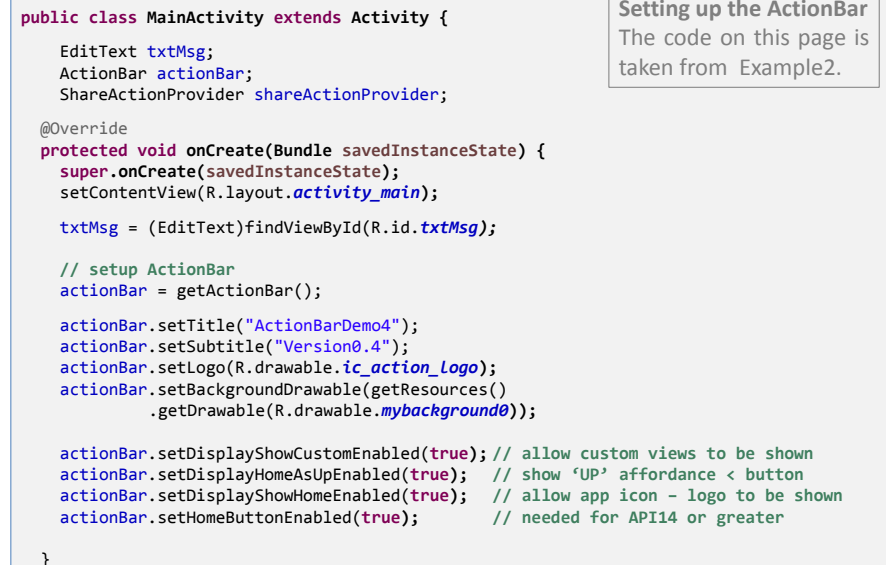 public class MainActivity extends Activity {
Setting up the ActionBar
The code on this page is
taken from Example2.
EditText txtMsg;
ActionBar actionBar;
ShareActionProvider shareActionProvider;
@Override
protected void onCreate(Bundle savedInstanceState) {
super.onCreate(savedInstanceState);
setContentView(R.layout.activity_main);
txtMsg = (EditText)findViewById(R.id.txtMsg);
// setup ActionBar
actionBar = getActionBar();
actionBar.setTitle("ActionBarDemo4");
actionBar.setSubtitle("Version0.4");
actionBar.setLogo(R.drawable.ic_action_logo);
actionBar.setBackgroundDrawable(getResources()
.getDrawable(R.drawable.mybackground0));
actionBar.setDisplayShowCustomEnabled(true); // allow custom views to be shown
actionBar.setDisplayHomeAsUpEnabled(true); // show ‘UP’ affordance < button
actionBar.setDisplayShowHomeEnabled(true); // allow app icon – logo to be shown
actionBar.setHomeButtonEnabled(true); // needed for API14 or greater
}